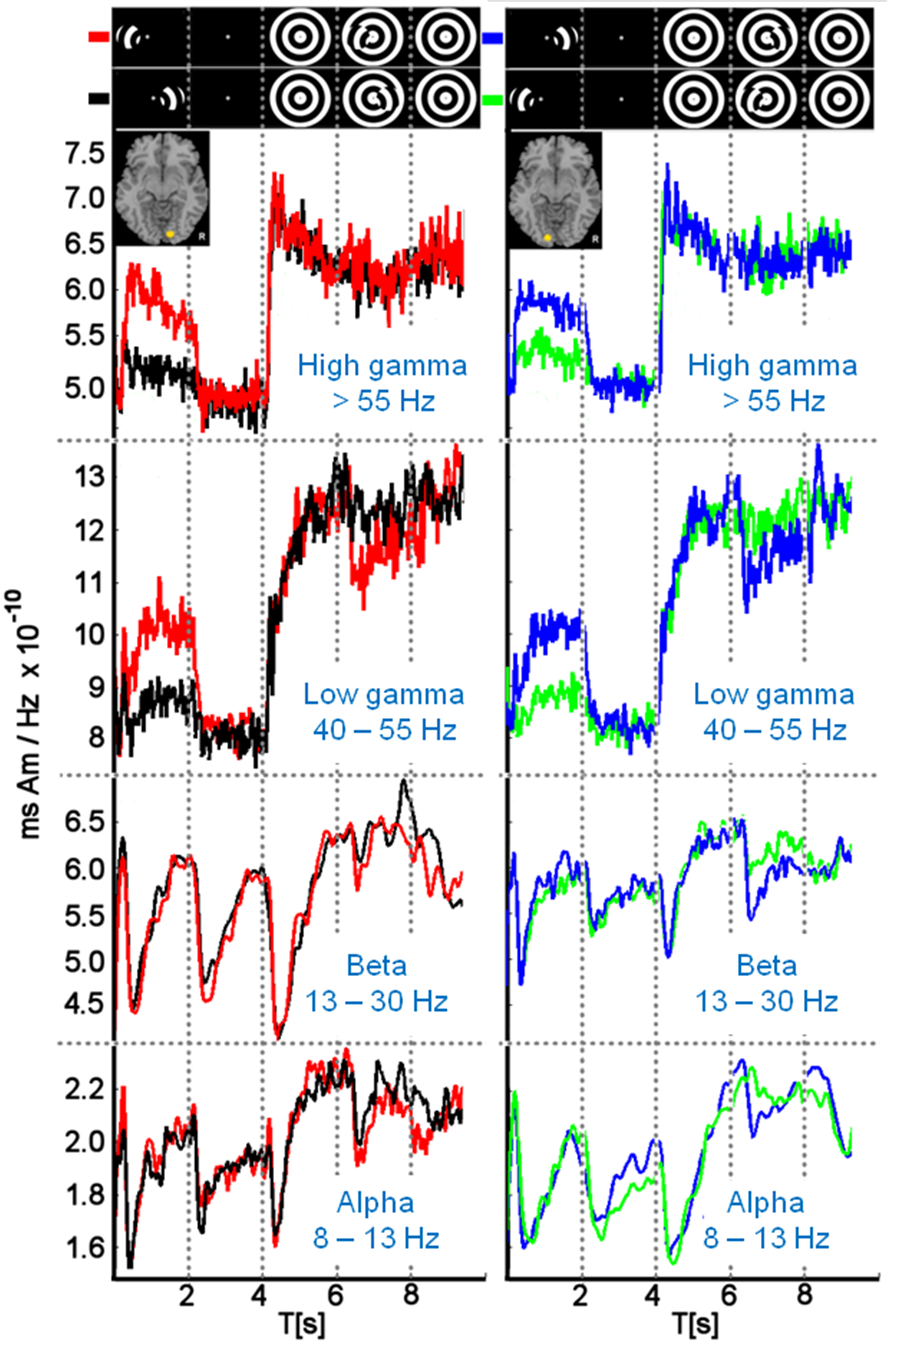 R
R
7.5
7.0
6.5
6.0
5.5
5.0
High gamma
> 55 Hz
High gamma
> 55 Hz
13
12
11
10
9
8
Low gamma
40 – 55 Hz
Low gamma
40 – 55 Hz
ms Am / Hz x 10⁻¹⁰
6.5
6.0
5.5
5.0
4.5
Beta
13 – 30 Hz
Beta
13 – 30 Hz
2.2
2.0
1.8
1.6
Alpha
8 – 13 Hz
Alpha
8 – 13 Hz
2 4 6 8
2 4 6 8
T[s]
T[s]